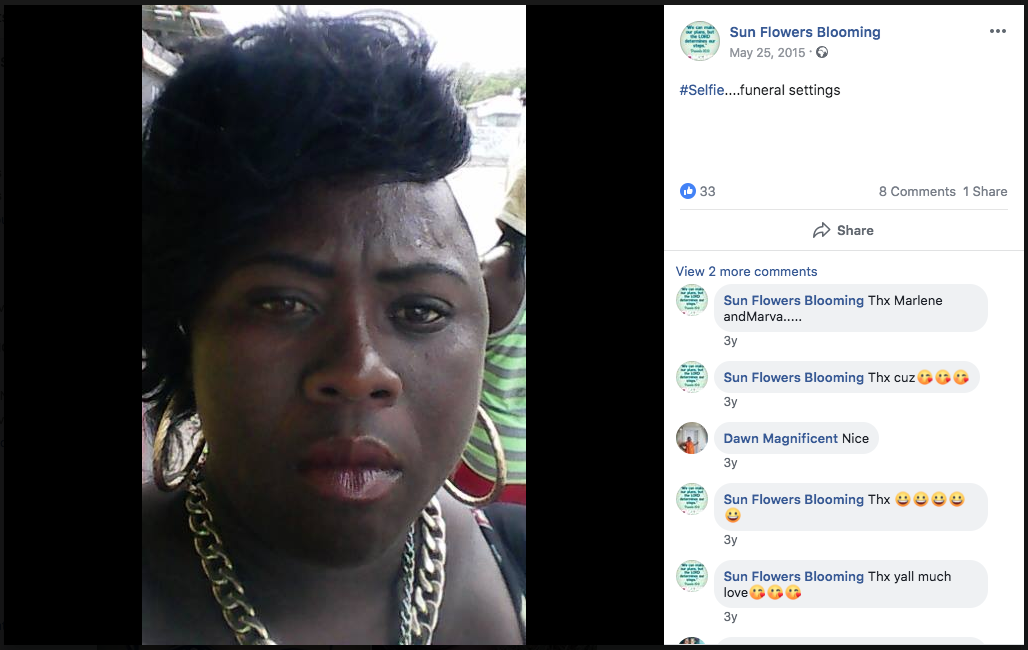 Sun Flowers Blooming
May 25, 2015
#Selfie....funeral settings
33
8 Comments 1 Share
Share
View 2 more comments
Sun Flowers Blooming Thx Marlene
andMarva.....
3y
Sun Flowers Blooming Thx cuz😘😘😘
3y
Dawn Magnificent Nice
3y
Sun Flowers Blooming Thx 😀😀😀😀
😀
3y
Sun Flowers Blooming Thx yall much
love😘😘😘
3y